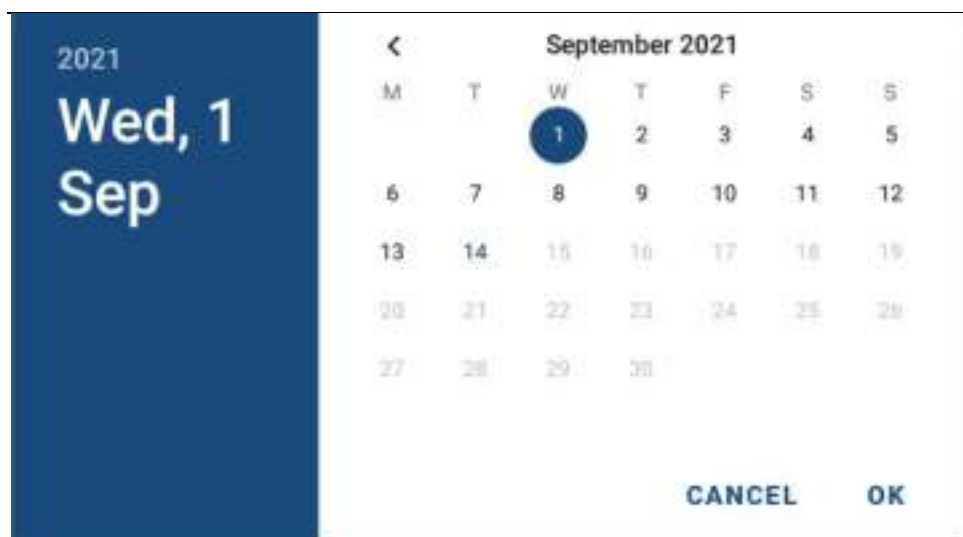 2021
Wed, 1
Sep
September 2021
M T W T F S S
1 2 3 4 5
6 7 8 9 10 11 12
13 14 15 16 17 18 19
20 21 22 23 24 25 26
27 28 29 30
CANCEL OK